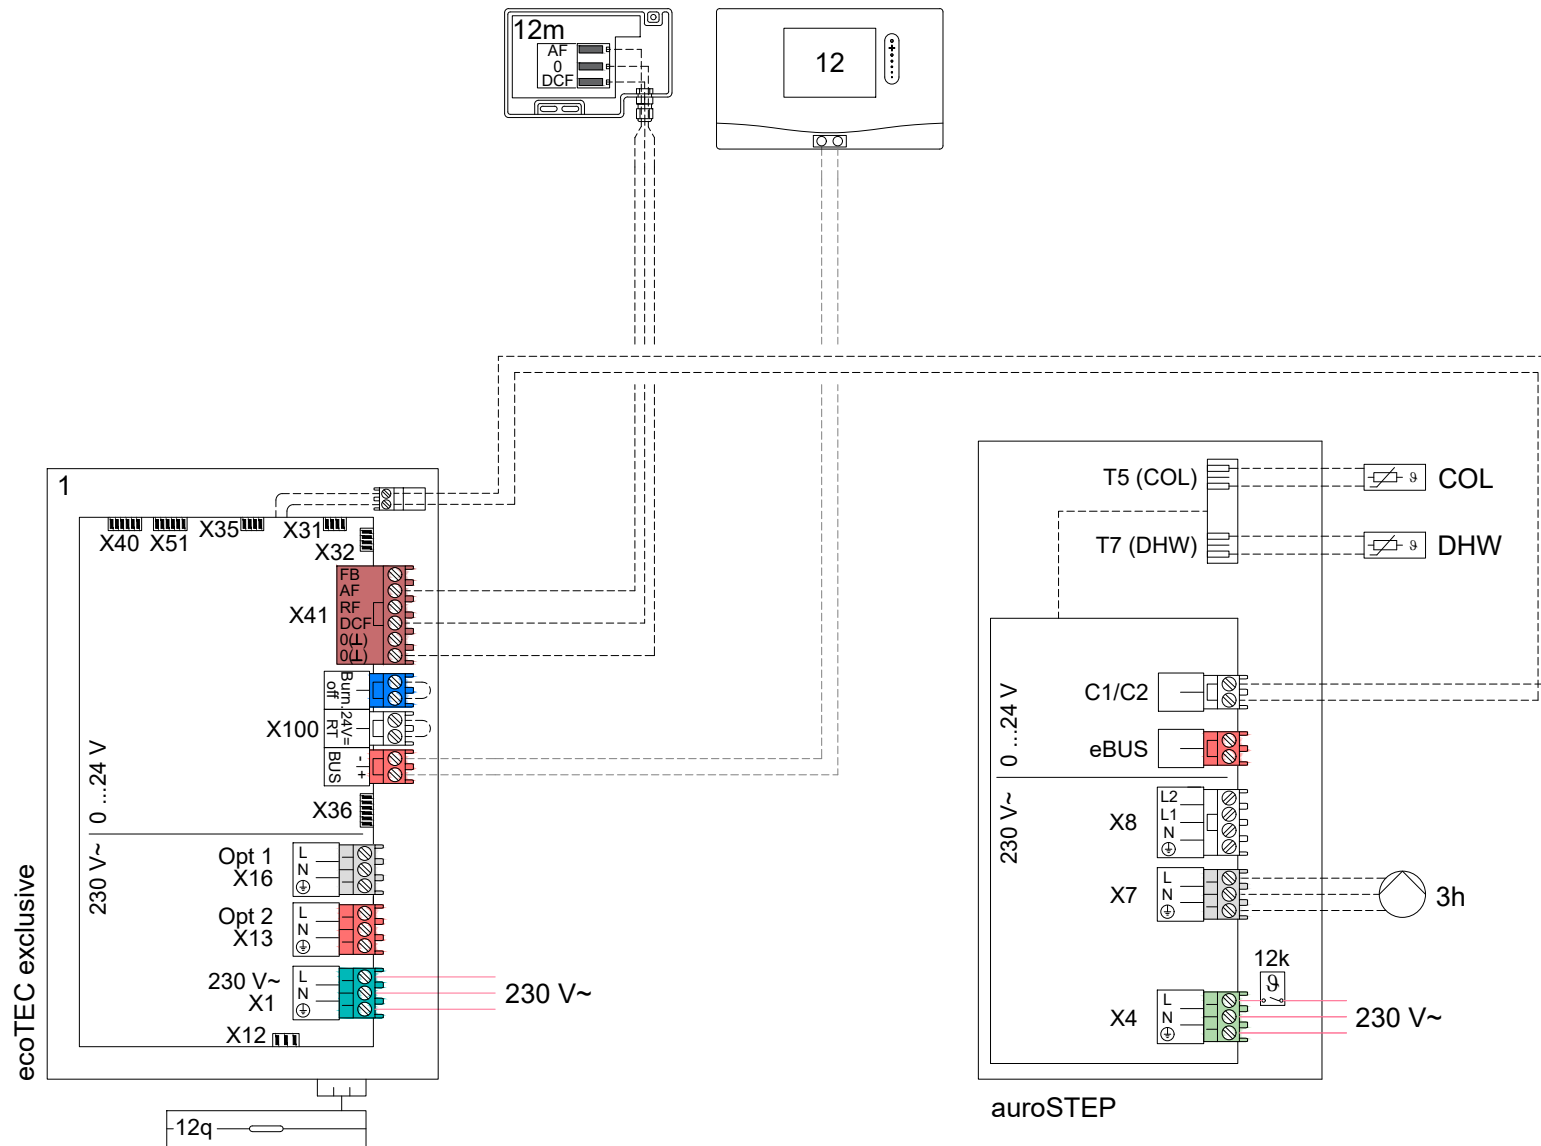 12m
AF
0
DCF
12
1
X40
X51
X35
X31
X32
X41
FB
AF
RF
DCF
0(⊥)
0(⊥)
Burn.
off
X100
24V=
RT
BUS
-
+
X36
0 ...24 V
230 V~
Opt 1
X16
L
N
Opt 2
X13
L
N
230 V~
X1
L
N
230 V~
X12
ecoTEC exclusive
12q
T5 (COL)
COL
ϑ
T7 (DHW)
DHW
ϑ
C1/C2
eBUS
0 ...24 V
230 V~
X8
L2
L1
N
X7
L
N
3h
12k
ϑ
X4
L
N
230 V~
auroSTEP